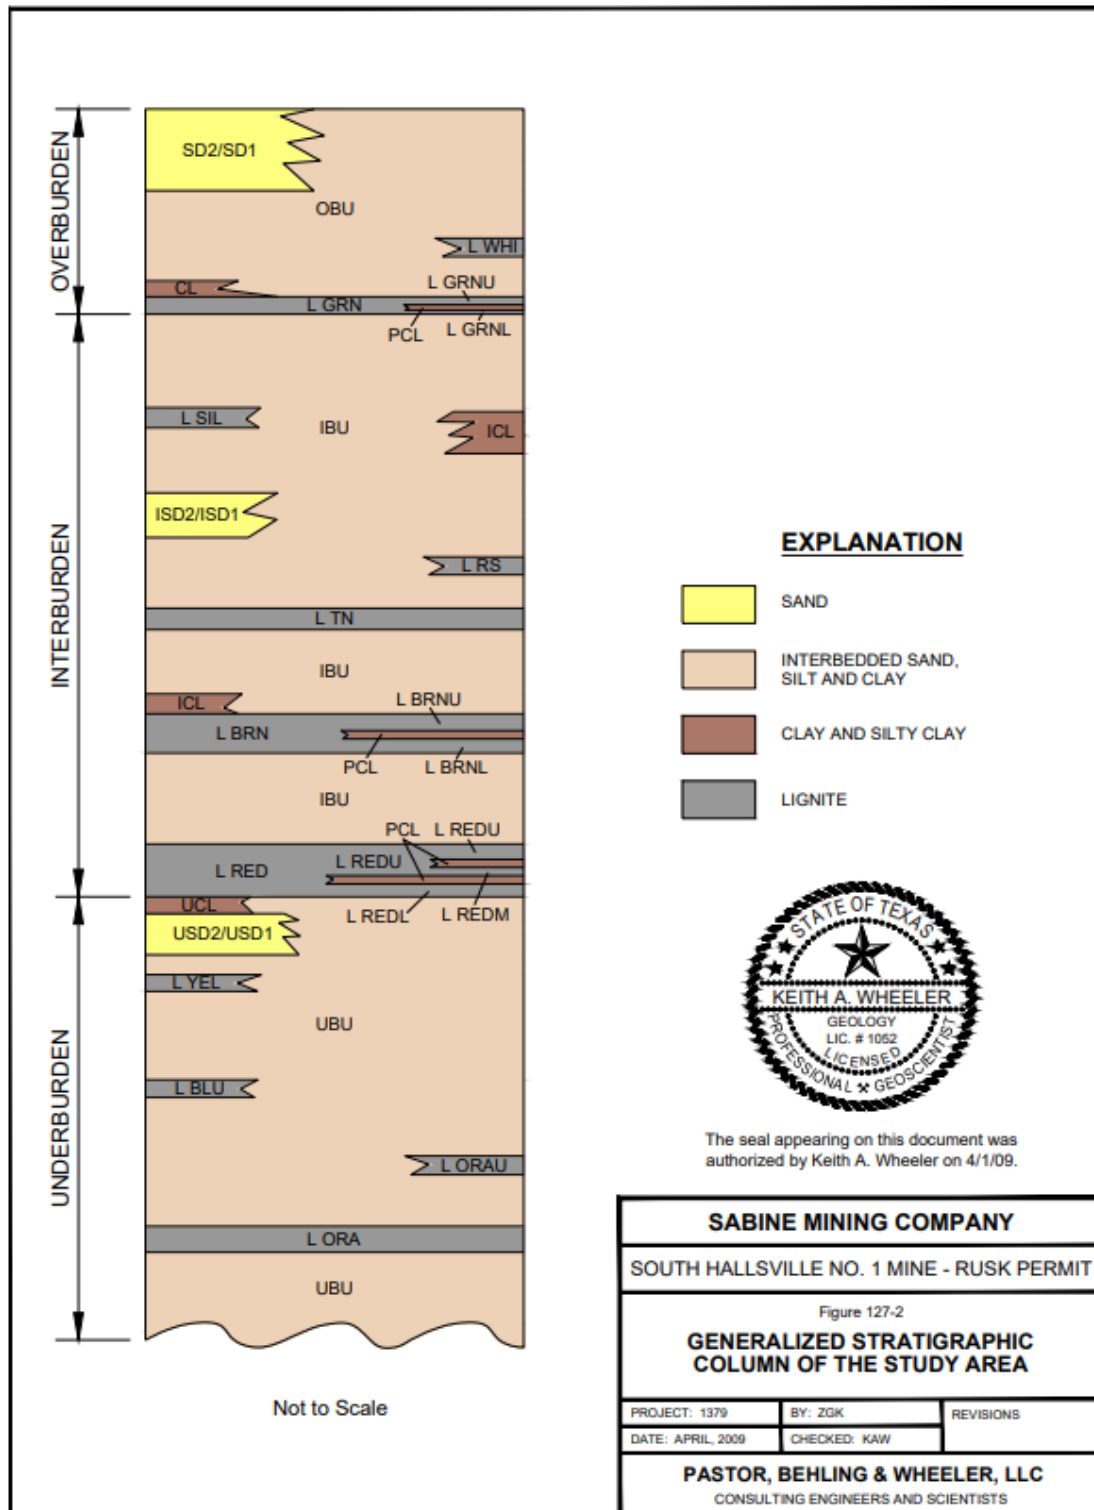 OVERBURDEN
SD2/SD1
OBU
L WHI
CL
L GRNU
L GRN
PCL
L GRNL
INTERBURDEN
L SIL
IBU
ICL
ISD2/ISD1
L RS
L TN
IBU
ICL
L BRNU
L BRN
PCL
L BRNL
IBU
PCL
L REDU
L REDU
L RED
L REDL
L REDM
UNDERBURDEN
UCL
USD2/USD1
L YEL
UBU
L BLU
L ORAU
L ORA
UBU
Not to Scale
EXPLANATION
SAND
INTERBEDDED SAND,
SILT AND CLAY
CLAY AND SILTY CLAY
LIGNITE
STATE OF TEXAS
KEITH A. WHEELER
GEOLOGY
LIC. # 1052
LICENSED
PROFESSIONAL GEOSCIENTIST
The seal appearing on this document was
authorized by Keith A. Wheeler on 4/1/09.
SABINE MINING COMPANY
SOUTH HALLSVILLE NO. 1 MINE - RUSK PERMIT
Figure 127-2
GENERALIZED STRATIGRAPHIC
COLUMN OF THE STUDY AREA
PROJECT: 1379
BY: ZGK
REVISIONS
DATE: APRIL, 2009
CHECKED: KAW
PASTOR, BEHLING & WHEELER, LLC
CONSULTING ENGINEERS AND SCIENTISTS